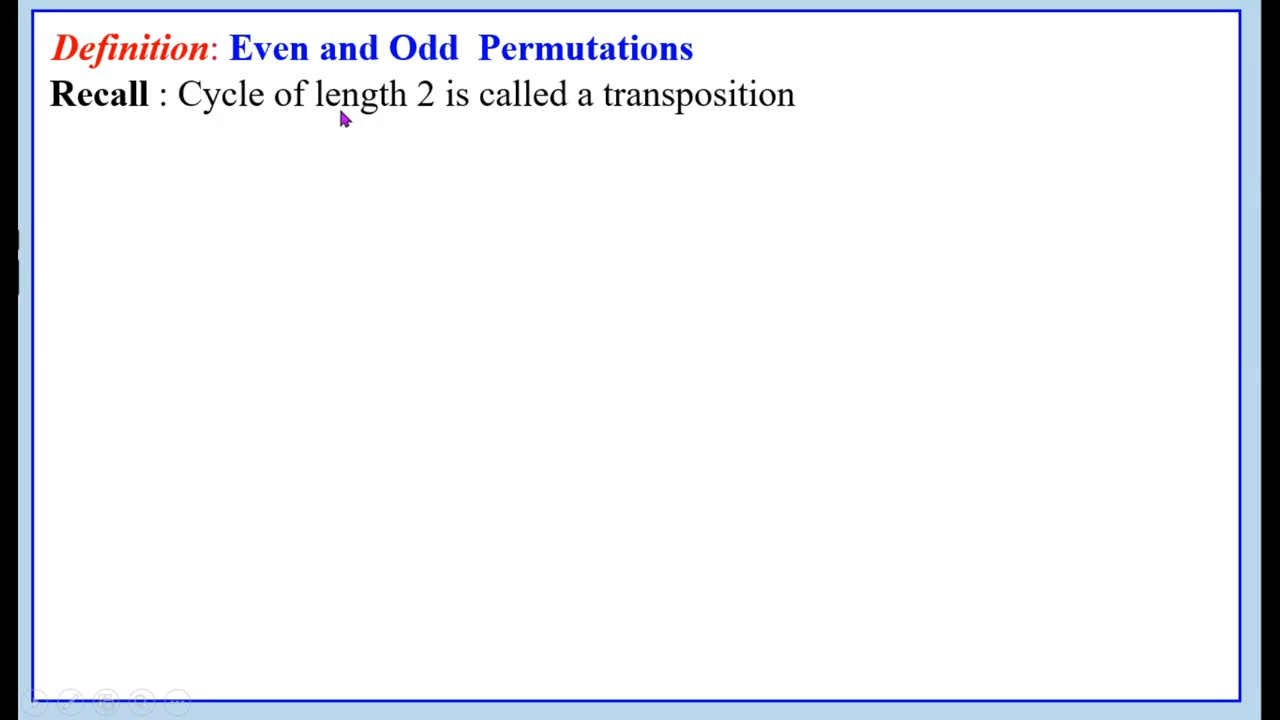 Definition: Even and Odd Permutations
Recall : Cycle of length 2 is called a transposition